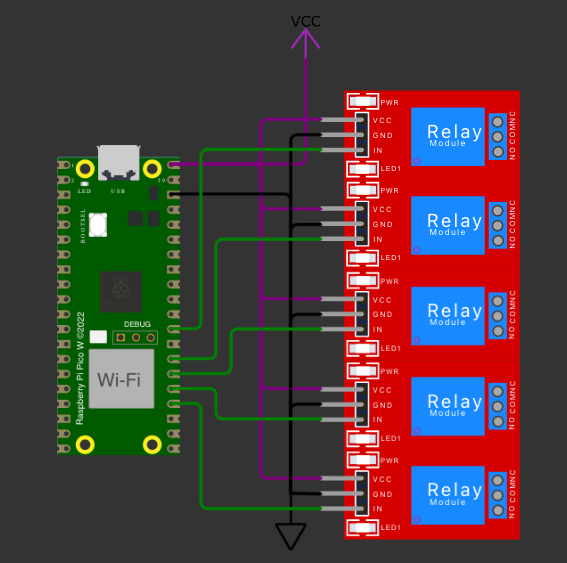 VCC
1
2
39
LED
USB
BOOTSEL
DEBUG
Raspberry Pi Pico W ©2022
Wi-Fi
PWR
VCC
GND
IN
LED1
Relay
Module
NO COM NC
PWR
VCC
GND
IN
LED1
Relay
Module
NO COM NC
PWR
VCC
GND
IN
LED1
Relay
Module
NO COM NC
PWR
VCC
GND
IN
LED1
Relay
Module
NO COM NC
PWR
VCC
GND
IN
LED1
Relay
Module
NO COM NC